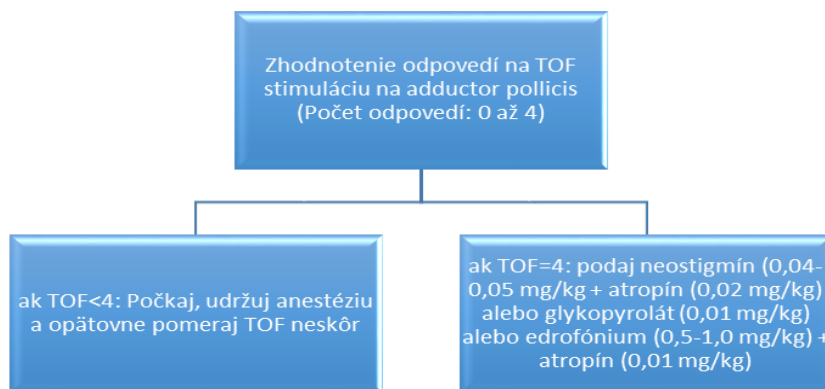 Zhodnotenie odpovedí na TOF
stimuláciu na adductor pollicis
(Počet odpovedí: 0 až 4)
ak TOF<4: Počkaj, udržuj anestéziu
a opätovne pomeraj TOF neskôr
ak TOF=4: podaj neostigmín (0,04-
0,05 mg/kg + atropín (0,02 mg/kg)
alebo glykopyrolát (0,01 mg/kg)
alebo edrofónium (0,5-1,0 mg/kg) +
atropín (0,01 mg/kg)